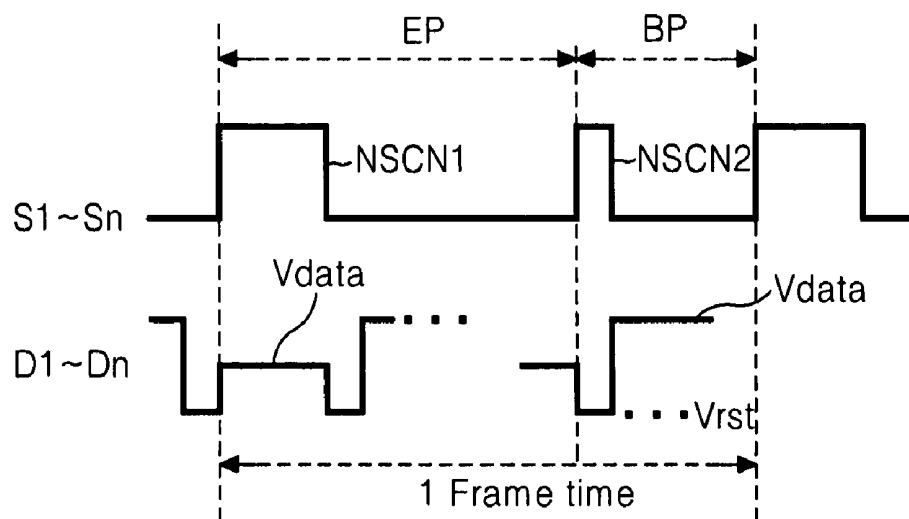 EP BP
NSCN1 NSCN2
S1~Sn
Vdata Vdata
D1~Dn
Vrst
1 Frame time